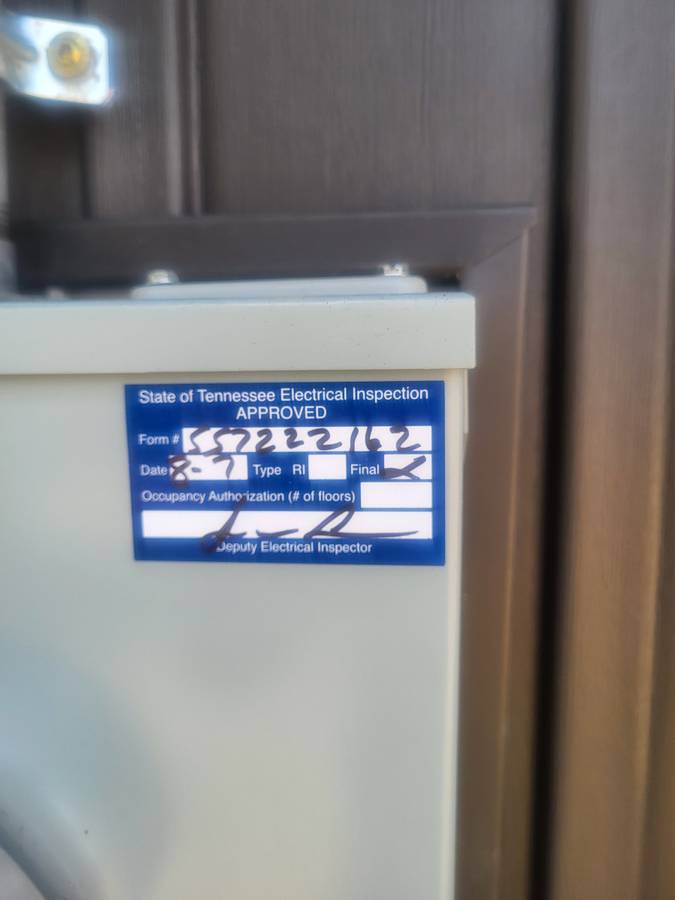 State of Tennessee Electrical Inspection
APPROVED
Form # 557222162
Date 8-7 Type RI Final
Occupancy Authorization (# of floors)
Deputy Electrical Inspector